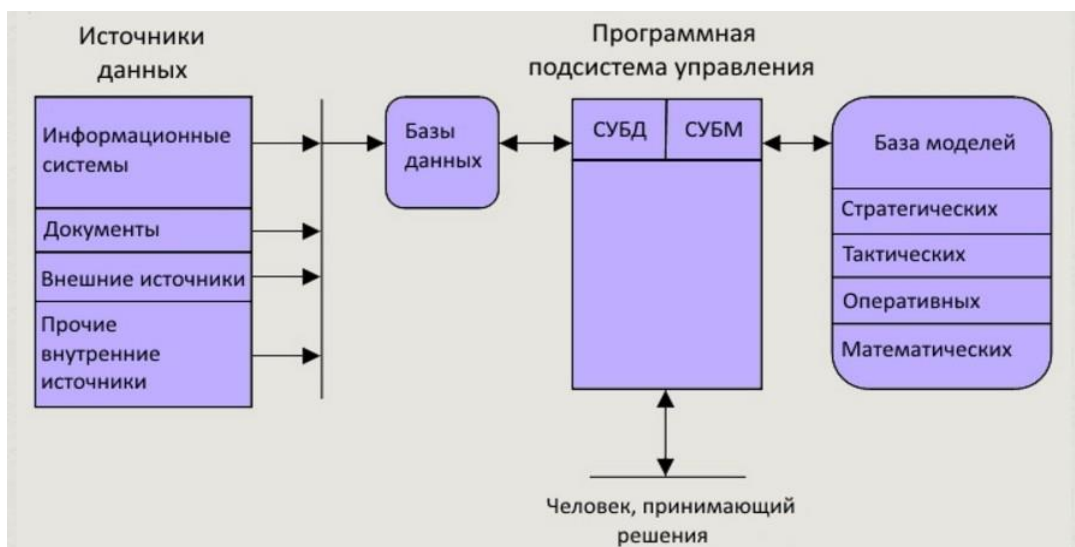 Источники
данных
Программная
подсистема управления
Информационные
системы
Документы
Внешние источники
Прочие
внутренние
источники
Базы
данных
СУБД
СУБМ
База моделей
Стратегических
Тактических
Оперативных
Математических
Человек, принимающий
решения